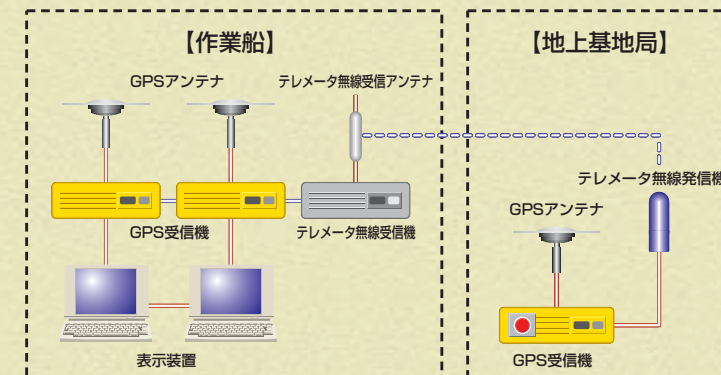 【作業船】
GPSアンテナ
テレメータ無線受信アンテナ
GPS受信機
テレメータ無線受信機
表示装置
【地上基地局】
テレメータ無線発信機
GPSアンテナ
GPS受信機